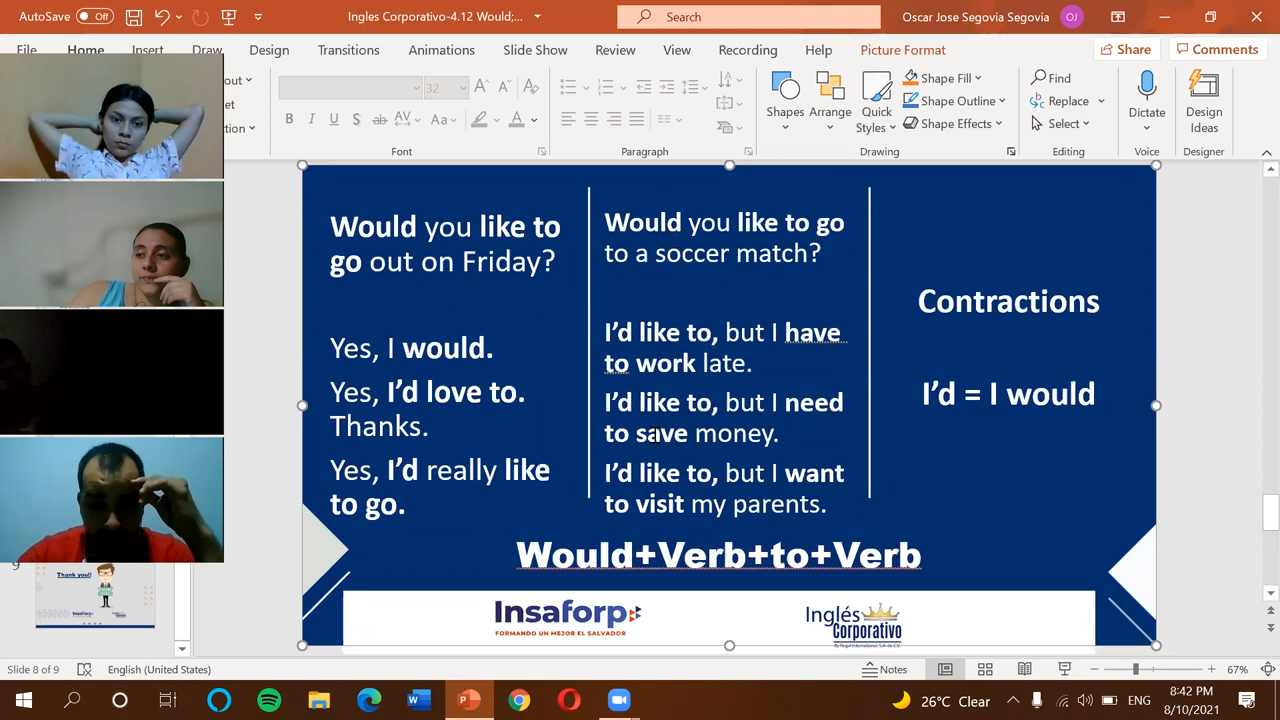 AutoSave Off Ingles Corporativo-4.12 Would;... Search Oscar Jose Segovia Segovia OJ
File Home Insert Draw Design Transitions Animations Slide Show Review View Recording Help Picture Format Share Comments
Shape Fill
Shape Outline
Shape Effects
Shapes Arrange Quick Styles
Find
Replace
Select
Dictate Design Ideas
Font Paragraph Drawing Editing Voice Designer
Would you like to
go out on Friday?
Yes, I would.
Yes, I'd love to.
Thanks.
Yes, I'd really like
to go.
Would you like to go
to a soccer match?
I'd like to, but I have
to work late.
I'd like to, but I need
to save money.
I'd like to, but I want
to visit my parents.
Contractions
I'd = I would
Would+Verb+to+Verb
Insaforp
FORMANDO UN MEJOR EL SALVADOR
Inglés
Corporativo
9
Thank you!!
Slide 8 of 9 English (United States) Notes 67%
26°C Clear ENG 8:42 PM
8/10/2021